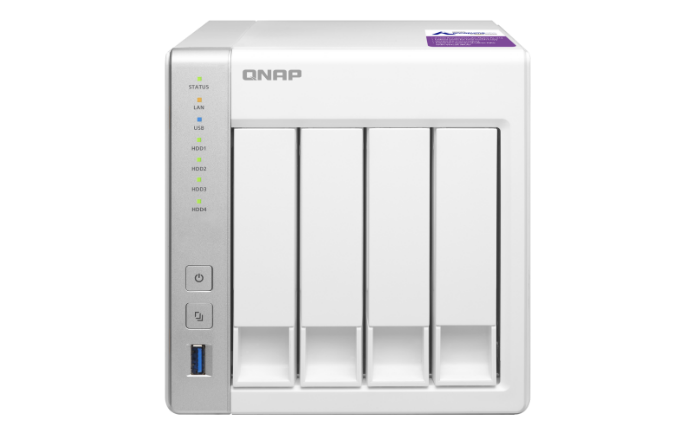 QNAP
STATUS
LAN
USB
HDD1
HDD2
HDD3
HDD4